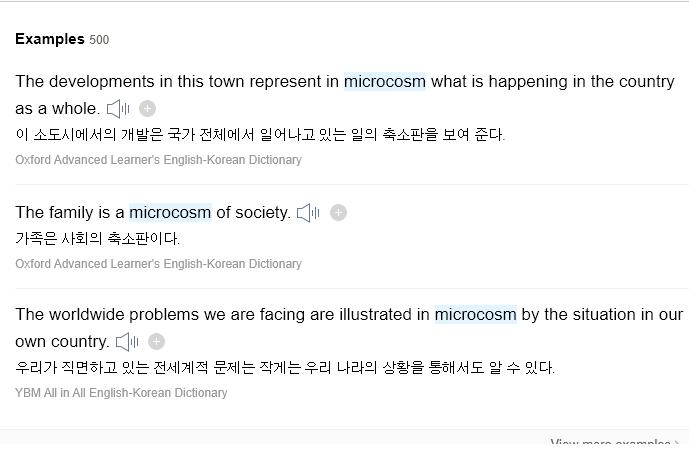 Examples 500
The developments in this town represent in microcosm what is happening in the country
as a whole.
이 소도시에서의 개발은 국가 전체에서 일어나고 있는 일의 축소판을 보여 준다.
Oxford Advanced Learner's English-Korean Dictionary
The family is a microcosm of society.
가족은 사회의 축소판이다.
Oxford Advanced Learner's English-Korean Dictionary
The worldwide problems we are facing are illustrated in microcosm by the situation in our
own country.
우리가 직면하고 있는 전세계적 문제는 작게는 우리 나라의 상황을 통해서도 알 수 있다.
YBM All in All English-Korean Dictionary
View more examples